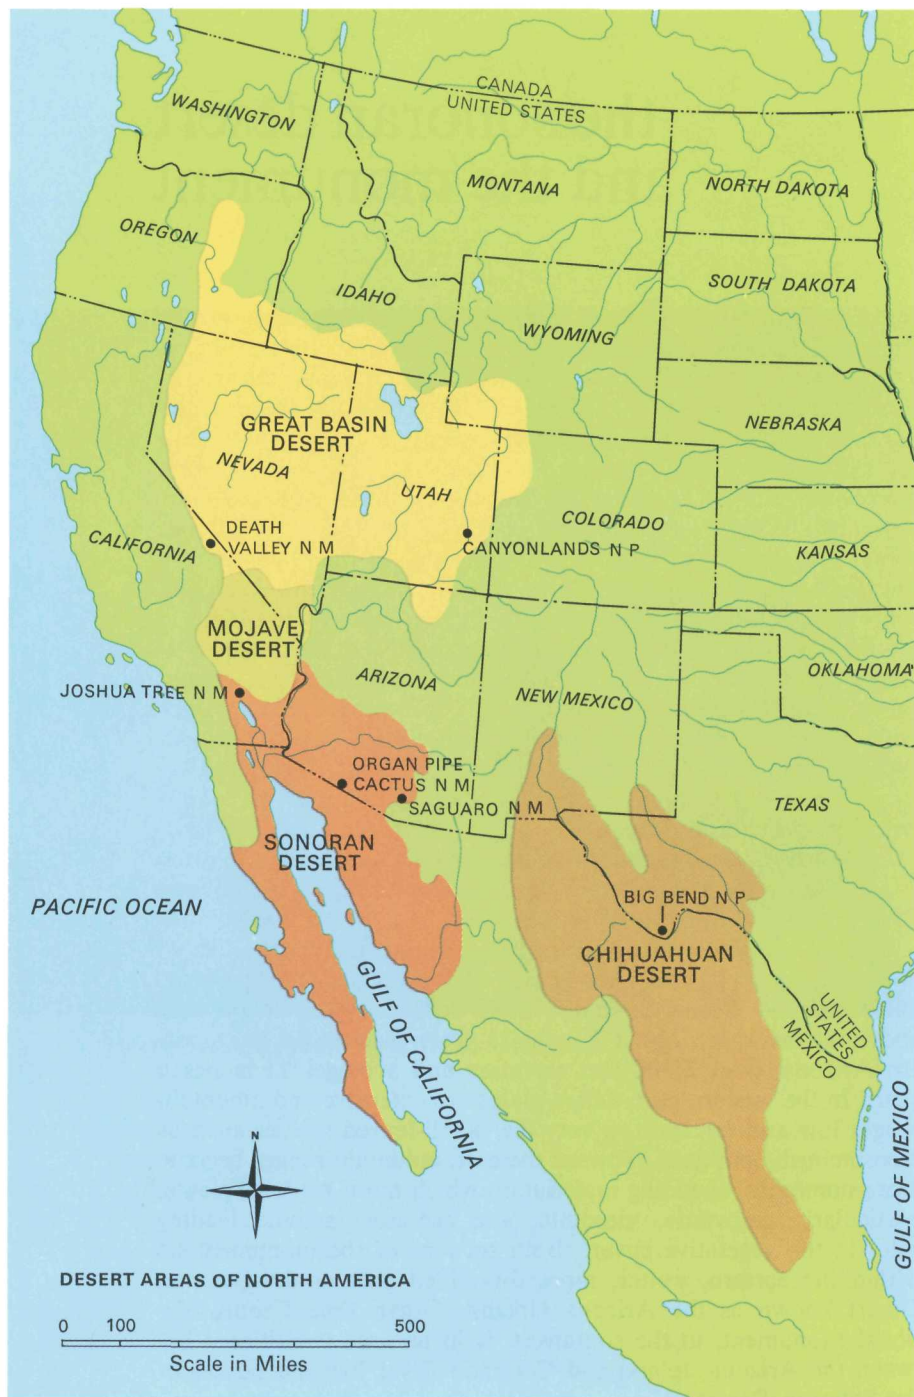 CANADA
UNITED STATES
WASHINGTON
MONTANA
NORTH DAKOTA
OREGON
IDAHO
SOUTH DAKOTA
WYOMING
GREAT BASIN
DESERT
NEVADA
NEBRASKA
UTAH
COLORADO
KANSAS
CALIFORNIA
DEATH
VALLEY N M
CANYONLANDS N P
MOJAVE
DESERT
JOSHUA TREE N M
ARIZONA
NEW MEXICO
OKLAHOMA
ORGAN PIPE
CACTUS N M
SAGUARO N M
TEXAS
SONORAN
DESERT
PACIFIC OCEAN
BIG BEND N P
CHIHUAHUAN
DESERT
GULF OF CALIFORNIA
UNITED
STATES
MEXICO
GULF OF MEXICO
N
DESERT AREAS OF NORTH AMERICA
0 100 500
Scale in Miles